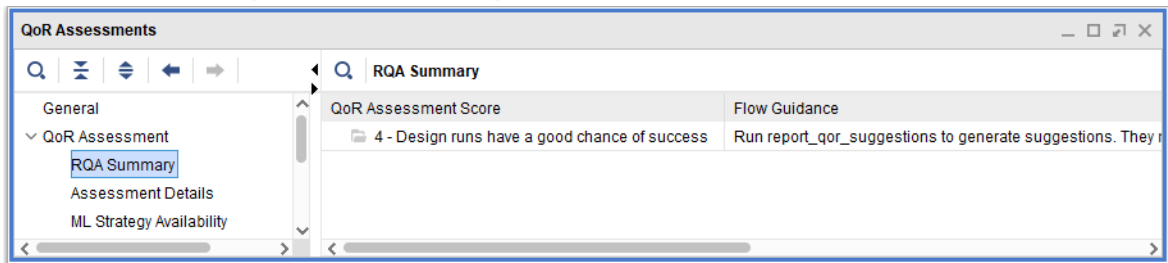 QoR Assessments
RQA Summary
General
QoR Assessment
RQA Summary
Assessment Details
ML Strategy Availability
QoR Assessment Score
Flow Guidance
4 - Design runs have a good chance of success
Run report_qor_suggestions to generate suggestions. They